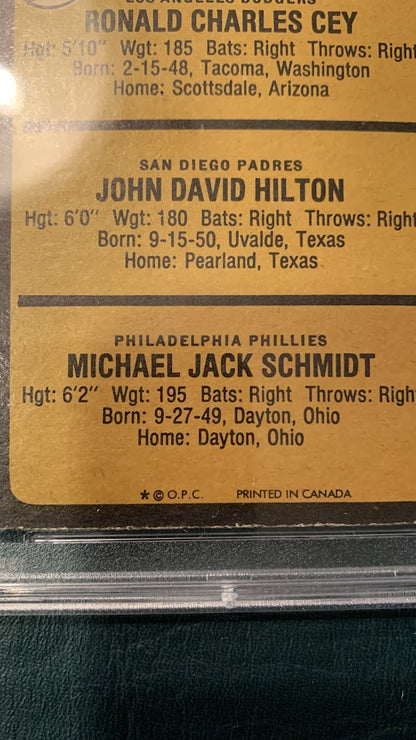 LOS ANGELES DODGERS
RONALD CHARLES CEY
Hgt: 5'10" Wgt: 185 Bats: Right Throws: Right
Born: 2-15-48, Tacoma, Washington
Home: Scottsdale, Arizona
SAN DIEGO PADRES
JOHN DAVID HILTON
Hgt: 6'0" Wgt: 180 Bats: Right Throws: Right
Born: 9-15-50, Uvalde, Texas
Home: Pearland, Texas
PHILADELPHIA PHILLIES
MICHAEL JACK SCHMIDT
Hgt: 6'2" Wgt: 195 Bats: Right Throws: Right
Born: 9-27-49, Dayton, Ohio
Home: Dayton, Ohio
★ © O.P.C. PRINTED IN CANADA